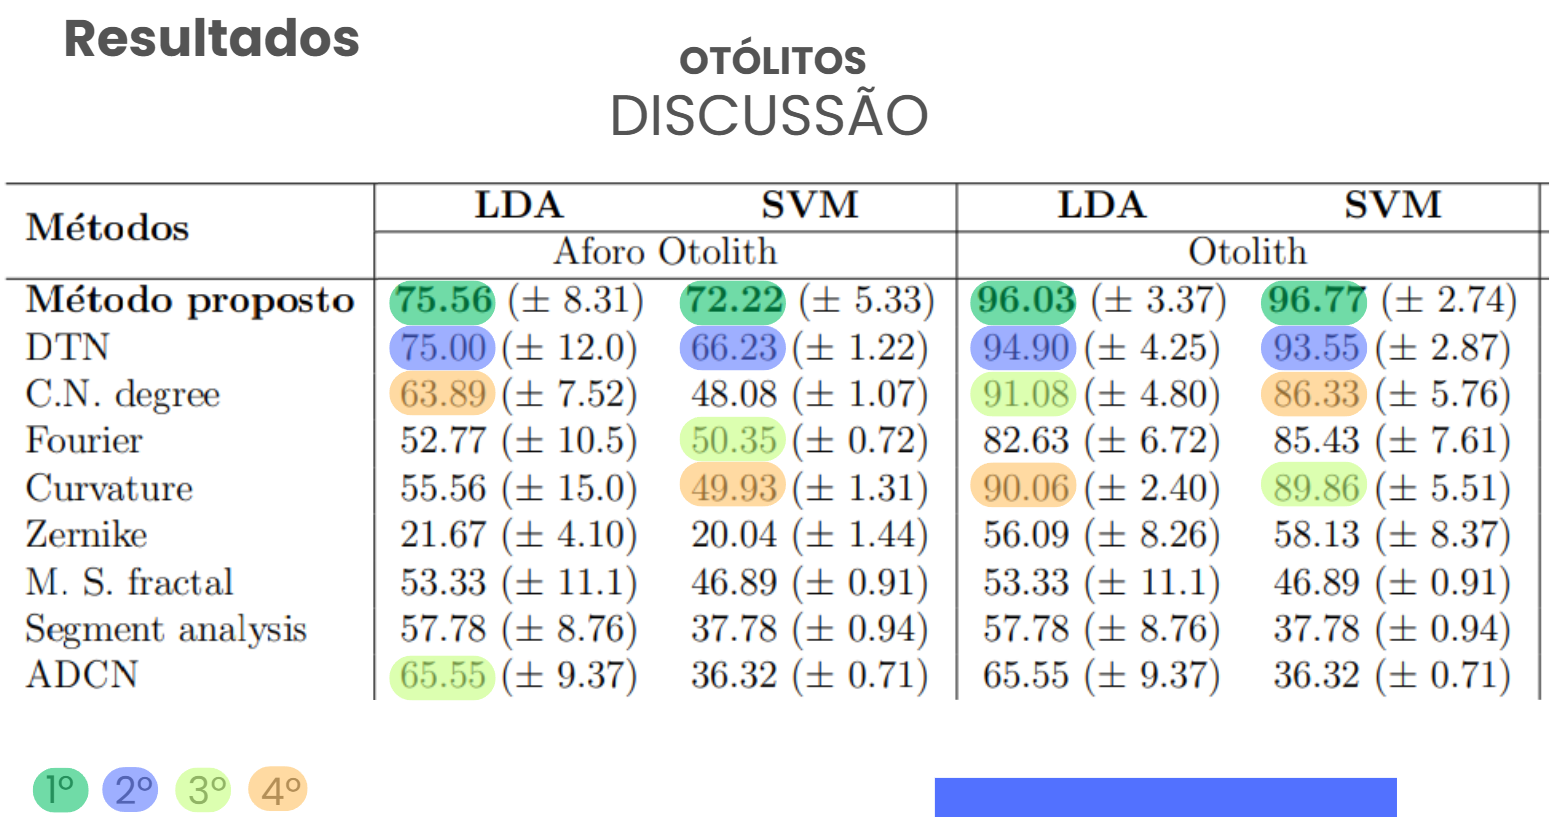 Resultados
OTÓLITOS
DISCUSSÃO
Métodos LDA SVM LDA SVM
Aforo Otolith Otolith
Método proposto 75.56 (± 8.31) 72.22 (± 5.33) 96.03 (± 3.37) 96.77 (± 2.74)
DTN 75.00 (± 12.0) 66.23 (± 1.22) 94.90 (± 4.25) 93.55 (± 2.87)
C.N. degree 63.89 (± 7.52) 48.08 (± 1.07) 91.08 (± 4.80) 86.33 (± 5.76)
Fourier 52.77 (± 10.5) 50.35 (± 0.72) 82.63 (± 6.72) 85.43 (± 7.61)
Curvature 55.56 (± 15.0) 49.93 (± 1.31) 90.06 (± 2.40) 89.86 (± 5.51)
Zernike 21.67 (± 4.10) 20.04 (± 1.44) 56.09 (± 8.26) 58.13 (± 8.37)
M. S. fractal 53.33 (± 11.1) 46.89 (± 0.91) 53.33 (± 11.1) 46.89 (± 0.91)
Segment analysis 57.78 (± 8.76) 37.78 (± 0.94) 57.78 (± 8.76) 37.78 (± 0.94)
ADCN 65.55 (± 9.37) 36.32 (± 0.71) 65.55 (± 9.37) 36.32 (± 0.71)
1º 2º 3º 4º